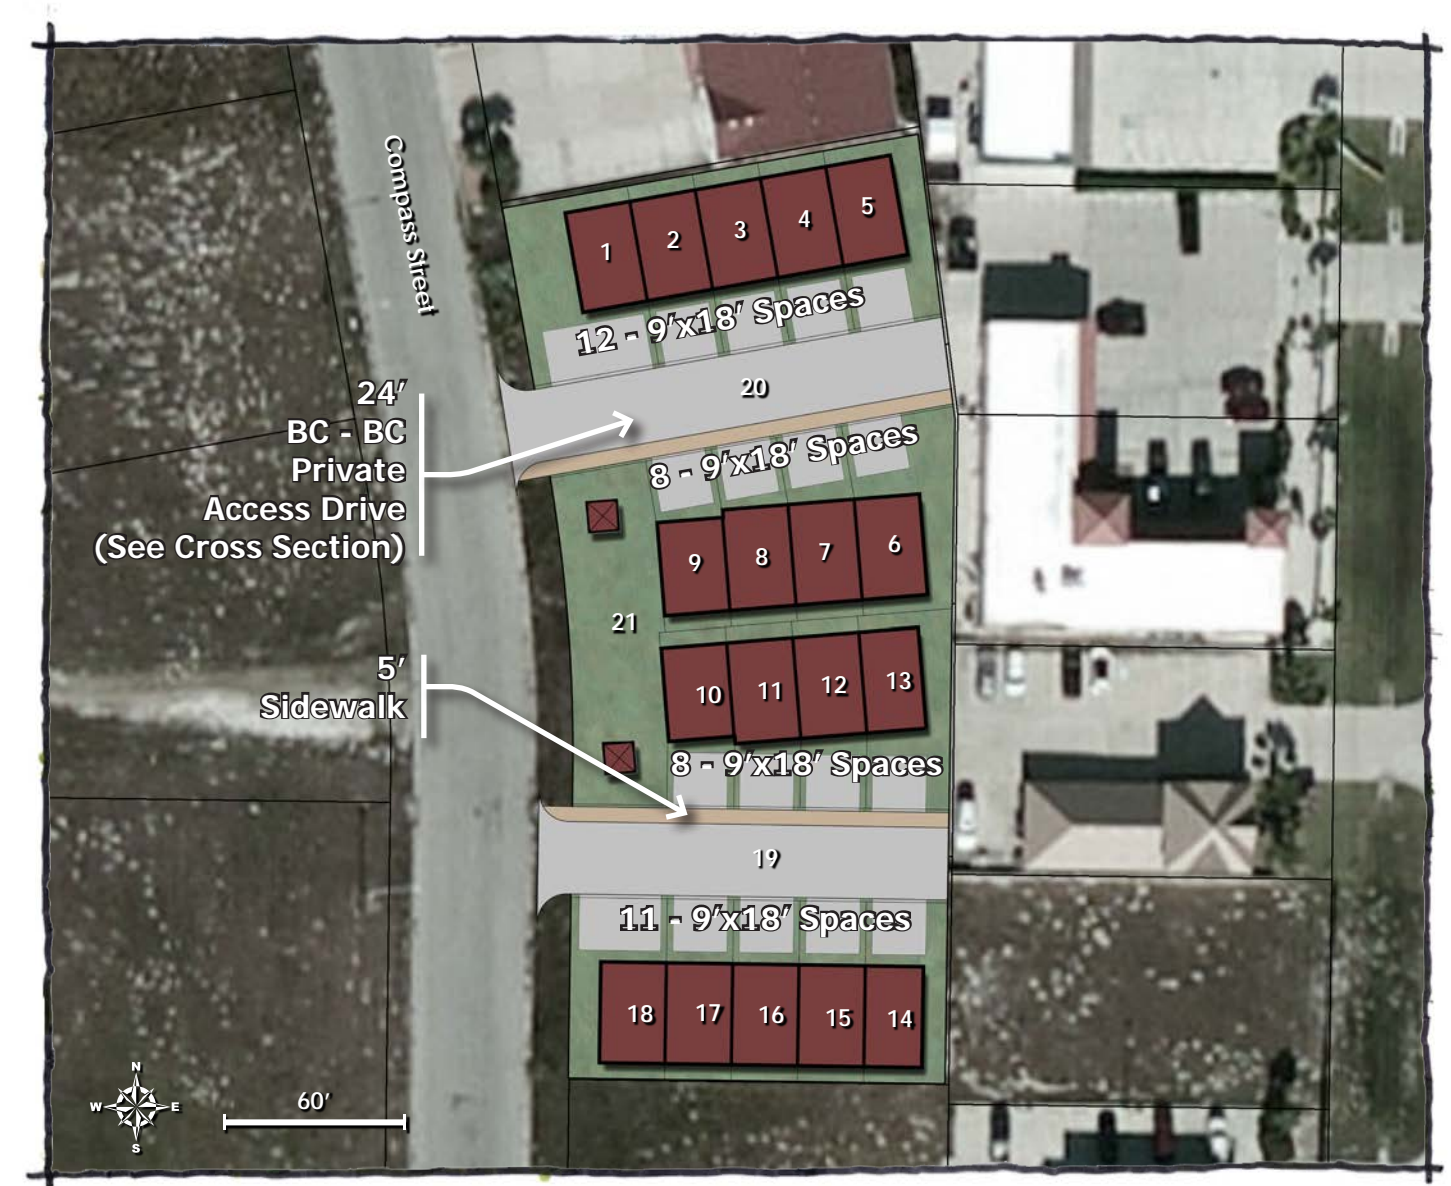 Compass Street
1
2
3
4
5
12 - 9'x18' Spaces
20
24'
BC - BC
Private
Access Drive
(See Cross Section)
8 - 9'x18' Spaces
9
8
7
6
21
10
11
12
13
5'
Sidewalk
8 - 9'x18' Spaces
19
11 - 9'x18' Spaces
18
17
16
15
14
N
W
E
S
60'